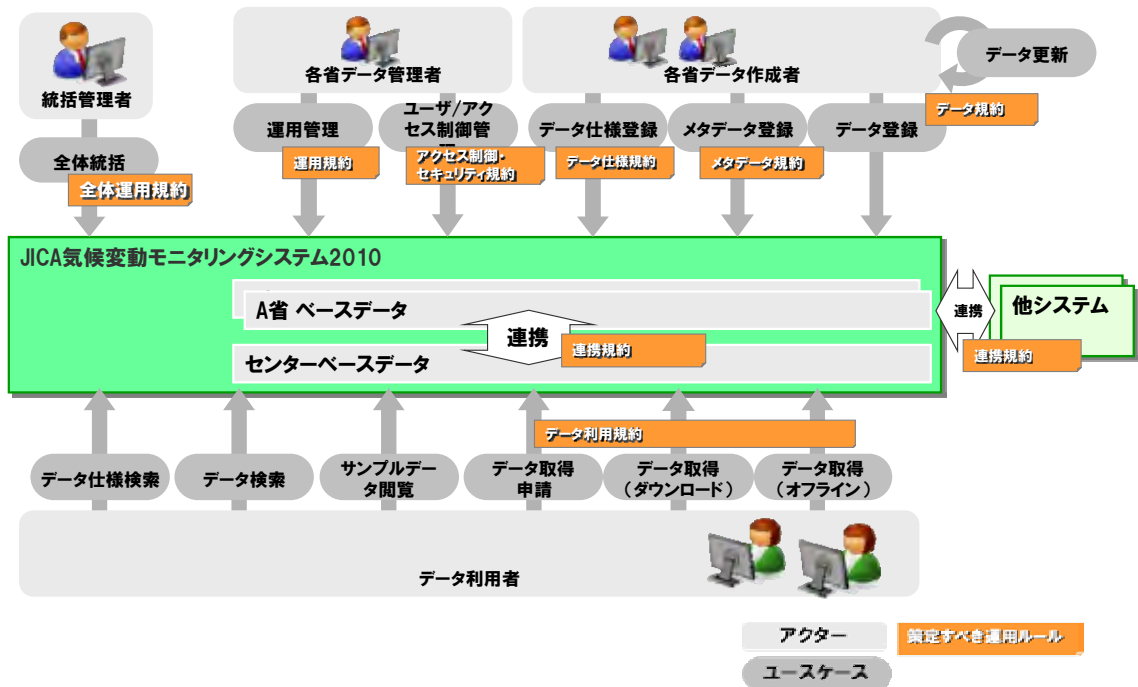 統括管理者
各省データ管理者
各省データ作成者
データ更新
データ規約
全体統括
全体運用規約
運用管理
運用規約
ユーザ/アク
セス制御管
アクセス制御・
セキュリティ規約
データ仕様登録
データ仕様規約
メタデータ登録
メタデータ規約
データ登録
JICA気候変動モニタリングシステム2010
A省 ベースデータ
連携
連携規約
センターベースデータ
連携
他システム
連携規約
データ利用規約
データ仕様検索
データ検索
サンプルデー
タ閲覧
データ取得
申請
データ取得
（ダウンロード）
データ取得
（オフライン）
データ利用者
アクター
策定すべき運用ルール
ユースケース